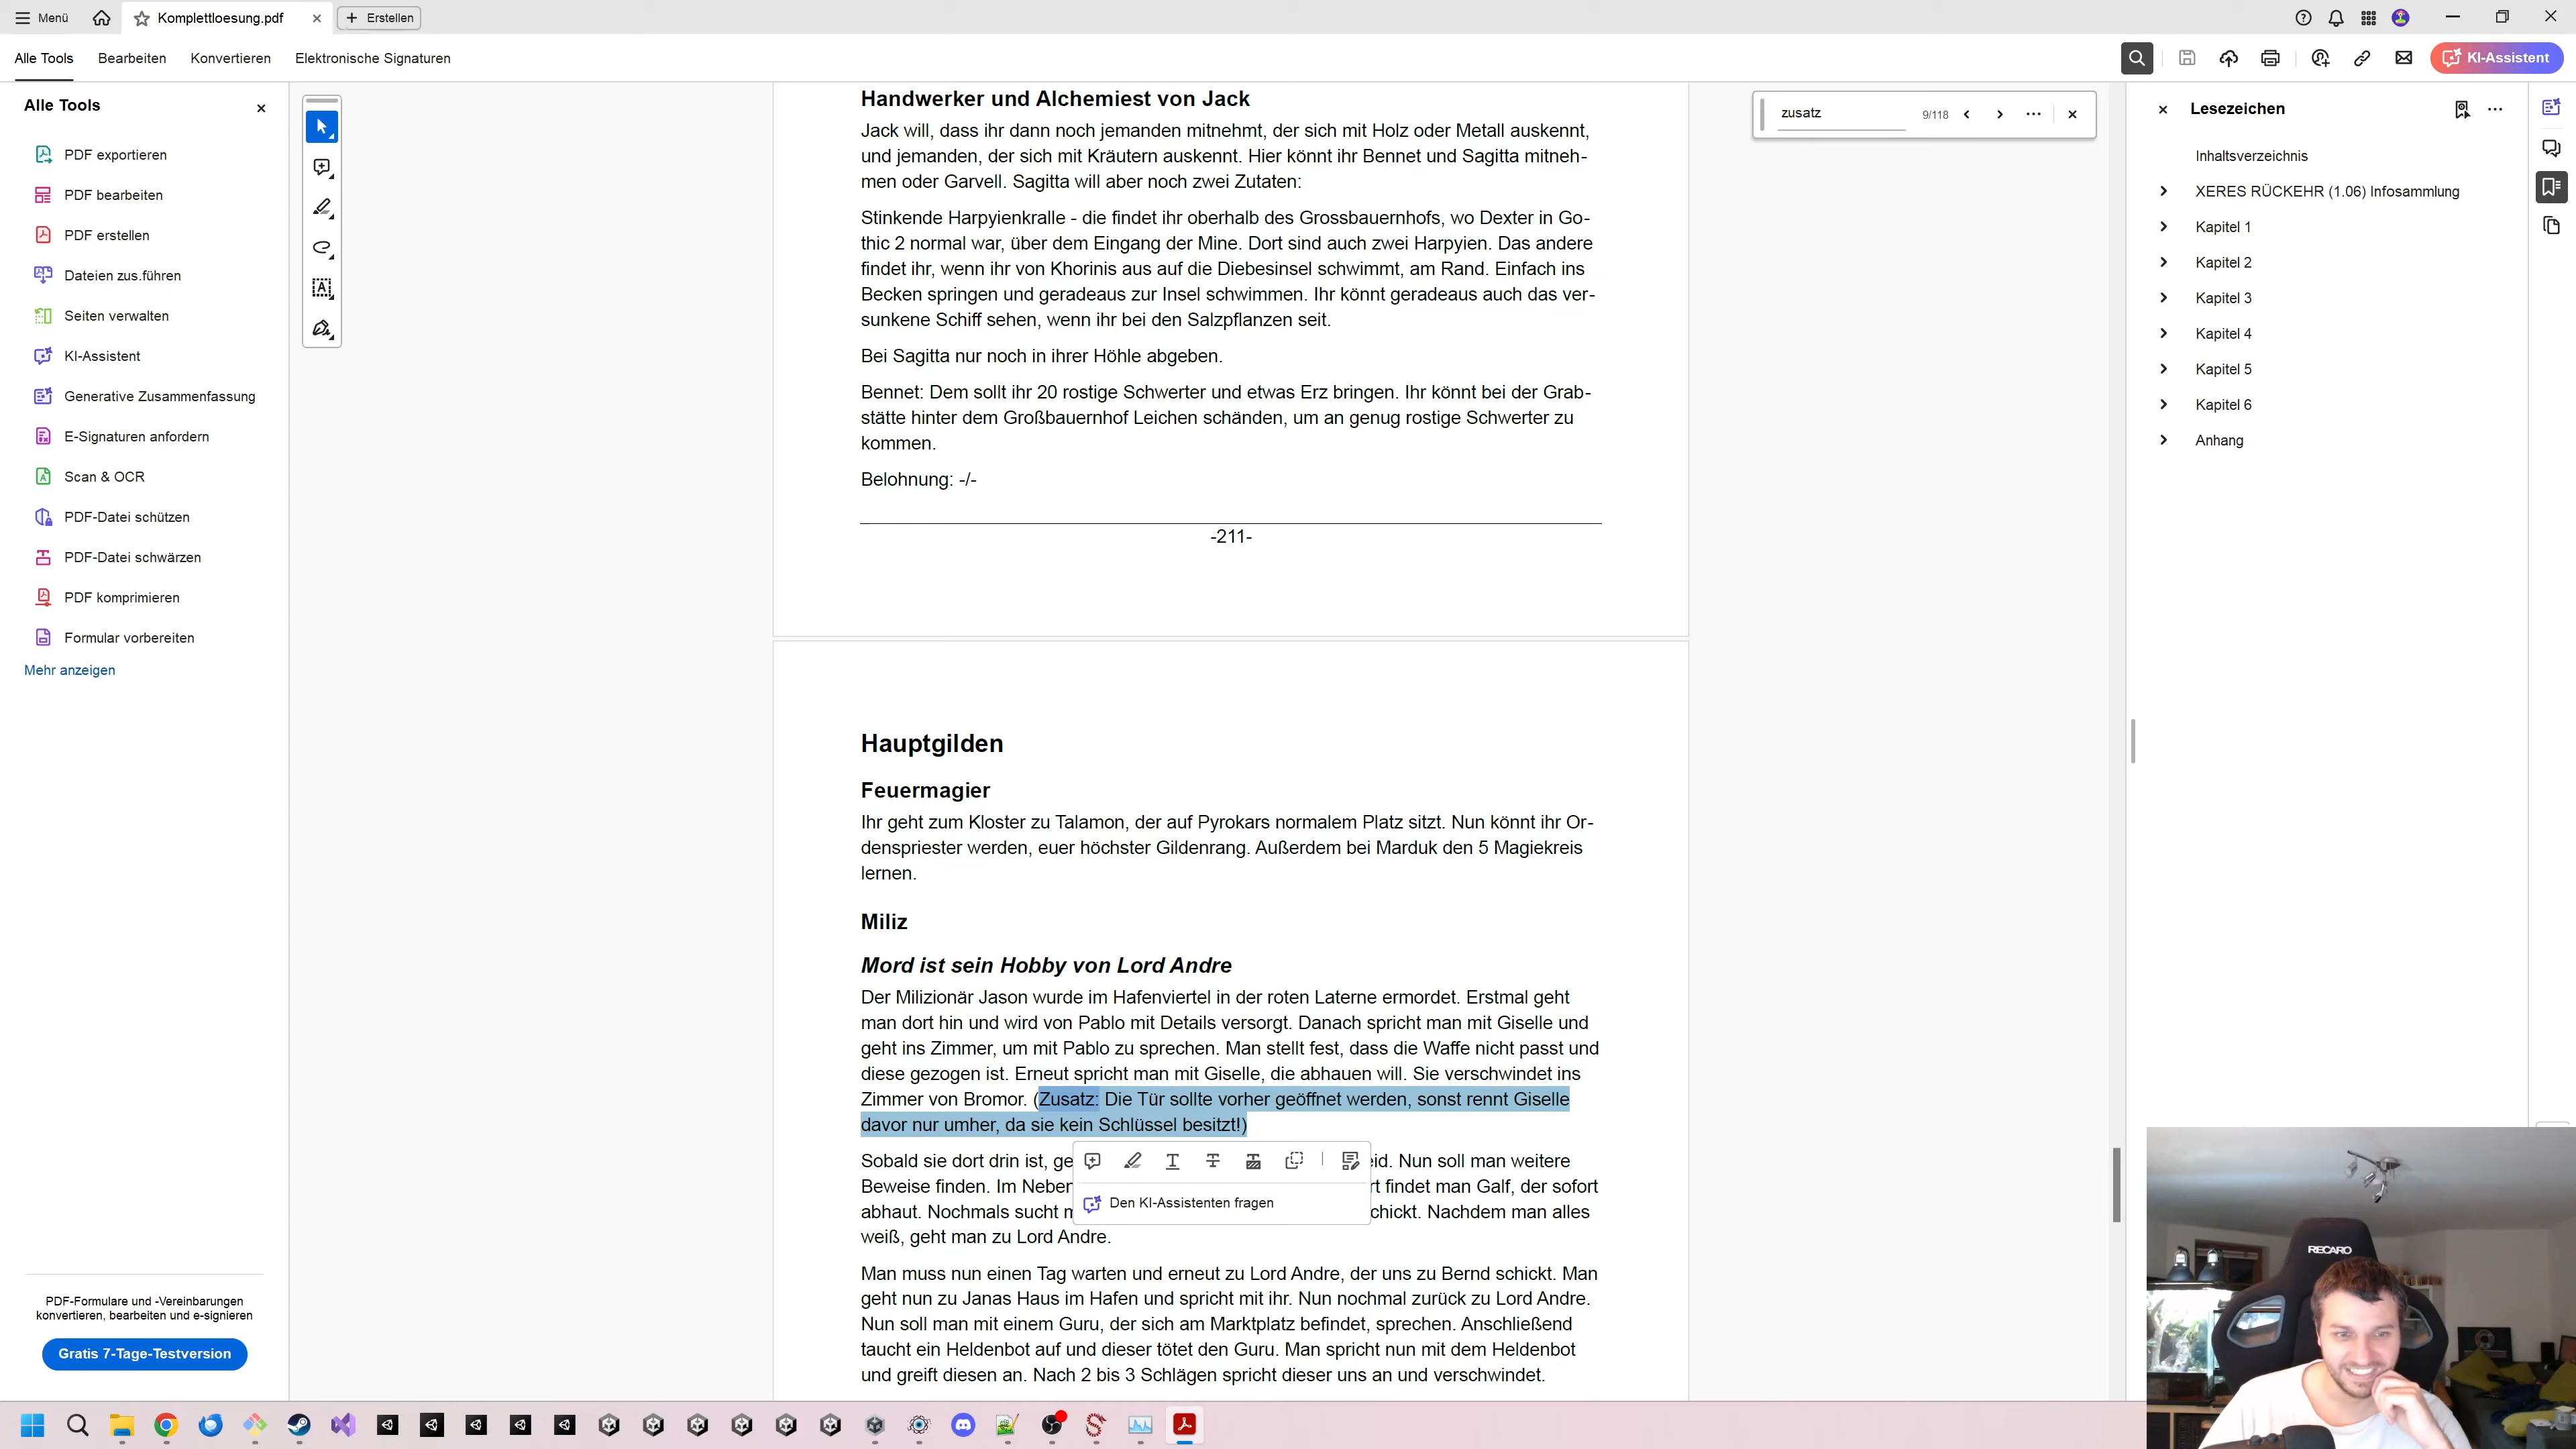 Menü
Komplettloesung.pdf
Erstellen
Alle Tools
Bearbeiten
Konvertieren
Elektronische Signaturen
KI-Assistent
Alle Tools
PDF exportieren
PDF bearbeiten
PDF erstellen
Dateien zus.führen
Seiten verwalten
KI-Assistent
Generative Zusammenfassung
E-Signaturen anfordern
Scan & OCR
PDF-Datei schützen
PDF-Datei schwärzen
PDF komprimieren
Formular vorbereiten
Mehr anzeigen
PDF-Formulare und -Vereinbarungen
konvertieren, bearbeiten und e-signieren
Gratis 7-Tage-Testversion
Handwerker und Alchemiest von Jack
Jack will, dass ihr dann noch jemanden mitnehmt, der sich mit Holz oder Metall auskennt,
und jemanden, der sich mit Kräutern auskennt. Hier könnt ihr Bennet und Sagitta mitneh-
men oder Garvell. Sagitta will aber noch zwei Zutaten:
Stinkende Harpyienkralle - die findet ihr oberhalb des Grossbauernhofs, wo Dexter in Go-
thic 2 normal war, über dem Eingang der Mine. Dort sind auch zwei Harpyien. Das andere
findet ihr, wenn ihr von Khorinis aus auf die Diebesinsel schwimmt, am Rand. Einfach ins
Becken springen und geradeaus zur Insel schwimmen. Ihr könnt geradeaus auch das ver-
sunkene Schiff sehen, wenn ihr bei den Salzpflanzen seit.
Bei Sagitta nur noch in ihrer Höhle abgeben.
Bennet: Dem sollt ihr 20 rostige Schwerter und etwas Erz bringen. Ihr könnt bei der Grab-
stätte hinter dem Großbauernhof Leichen schänden, um an genug rostige Schwerter zu
kommen.
Belohnung: -/-
-211-
Hauptgilden
Feuermagier
Ihr geht zum Kloster zu Talamon, der auf Pyrokars normalem Platz sitzt. Nun könnt ihr Or-
denspriester werden, euer höchster Gildenrang. Außerdem bei Marduk den 5 Magiekreis
lernen.
Miliz
Mord ist sein Hobby von Lord Andre
Der Milizionär Jason wurde im Hafenviertel in der roten Laterne ermordet. Erstmal geht
man dort hin und wird von Pablo mit Details versorgt. Danach spricht man mit Giselle und
geht ins Zimmer, um mit Pablo zu sprechen. Man stellt fest, dass die Waffe nicht passt und
diese gezogen ist. Erneut spricht man mit Giselle, die abhauen will. Sie verschwindet ins
Zimmer von Bromor. (Zusatz: Die Tür sollte vorher geöffnet werden, sonst rennt Giselle
davor nur umher, da sie kein Schlüssel besitzt!)
Sobald sie dort drin ist, ge eid. Nun soll man weitere
Beweise finden. Im Neben rt findet man Galf, der sofort
abhaut. Nochmals sucht m chickt. Nachdem man alles
weiß, geht man zu Lord Andre.
Den KI-Assistenten fragen
Man muss nun einen Tag warten und erneut zu Lord Andre, der uns zu Bernd schickt. Man
geht nun zu Janas Haus im Hafen und spricht mit ihr. Nun nochmal zurück zu Lord Andre.
Nun soll man mit einem Guru, der sich am Marktplatz befindet, sprechen. Anschließend
taucht ein Heldenbot auf und dieser tötet den Guru. Man spricht nun mit dem Heldenbot
und greift diesen an. Nach 2 bis 3 Schlägen spricht dieser uns an und verschwindet.
zusatz
9/118
Lesezeichen
Inhaltsverzeichnis
XERES RÜCKEHR (1.06) Infosammlung
Kapitel 1
Kapitel 2
Kapitel 3
Kapitel 4
Kapitel 5
Kapitel 6
Anhang
RECARO